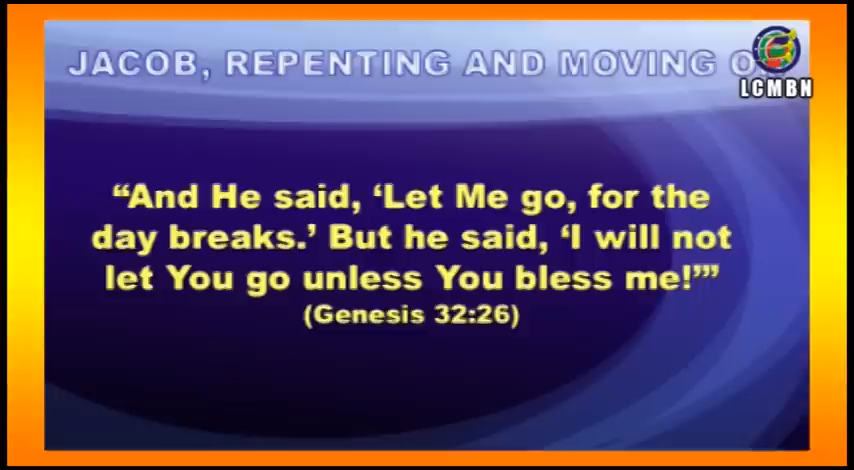 JACOB, REPENTING AND MOVING
LCMBN
“And He said, ‘Let Me go, for the
day breaks.’ But he said, ‘I will not
let You go unless You bless me!’”
(Genesis 32:26)